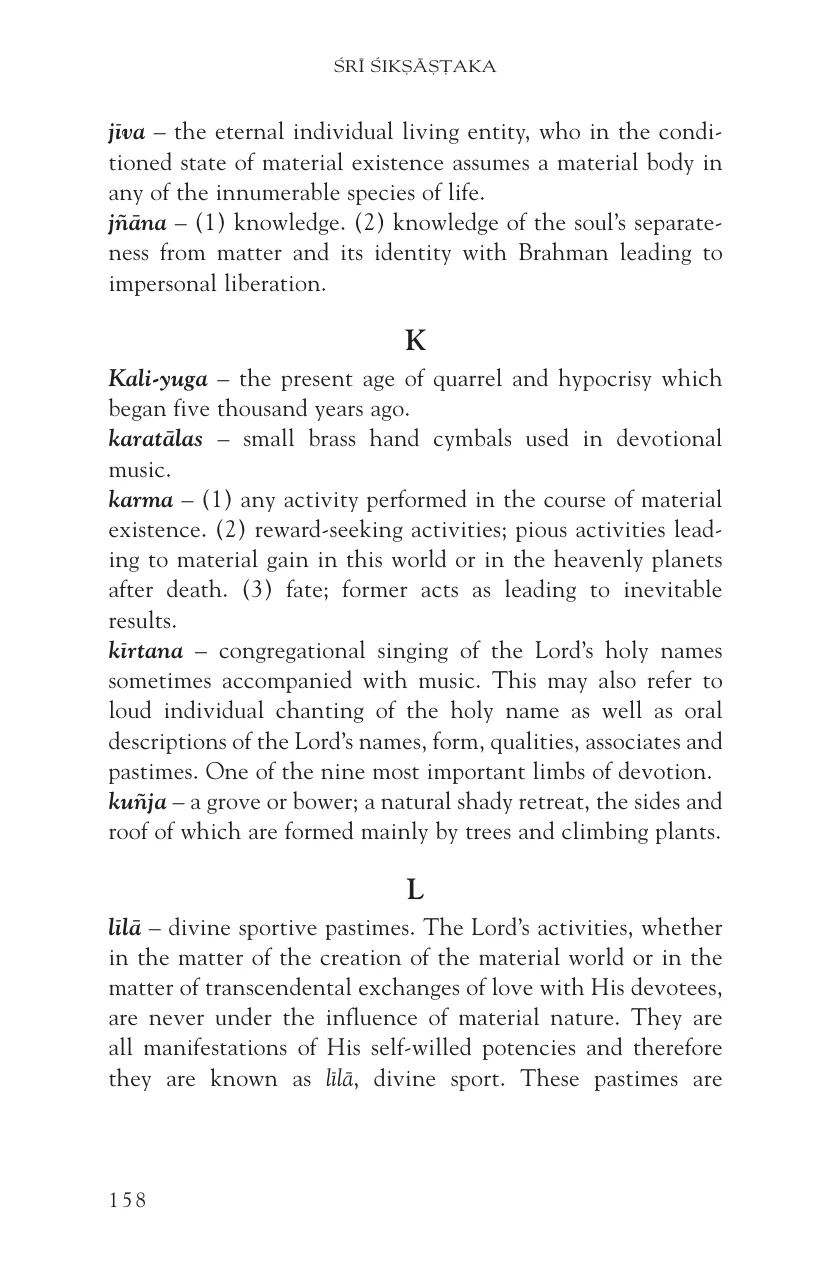 ŚRĪ ŚIKṢĀṢṬAKA
jīva – the eternal individual living entity, who in the condi-
tioned state of material existence assumes a material body in
any of the innumerable species of life.
jñāna – (1) knowledge. (2) knowledge of the soul’s separate-
ness from matter and its identity with Brahman leading to
impersonal liberation.
K
Kali-yuga – the present age of quarrel and hypocrisy which
began five thousand years ago.
karatālas – small brass hand cymbals used in devotional
music.
karma – (1) any activity performed in the course of material
existence. (2) reward-seeking activities; pious activities lead-
ing to material gain in this world or in the heavenly planets
after death. (3) fate; former acts as leading to inevitable
results.
kīrtana – congregational singing of the Lord’s holy names
sometimes accompanied with music. This may also refer to
loud individual chanting of the holy name as well as oral
descriptions of the Lord’s names, form, qualities, associates and
pastimes. One of the nine most important limbs of devotion.
kuñja – a grove or bower; a natural shady retreat, the sides and
roof of which are formed mainly by trees and climbing plants.
L
līlā – divine sportive pastimes. The Lord’s activities, whether
in the matter of the creation of the material world or in the
matter of transcendental exchanges of love with His devotees,
are never under the influence of material nature. They are
all manifestations of His self-willed potencies and therefore
they are known as līlā, divine sport. These pastimes are
158